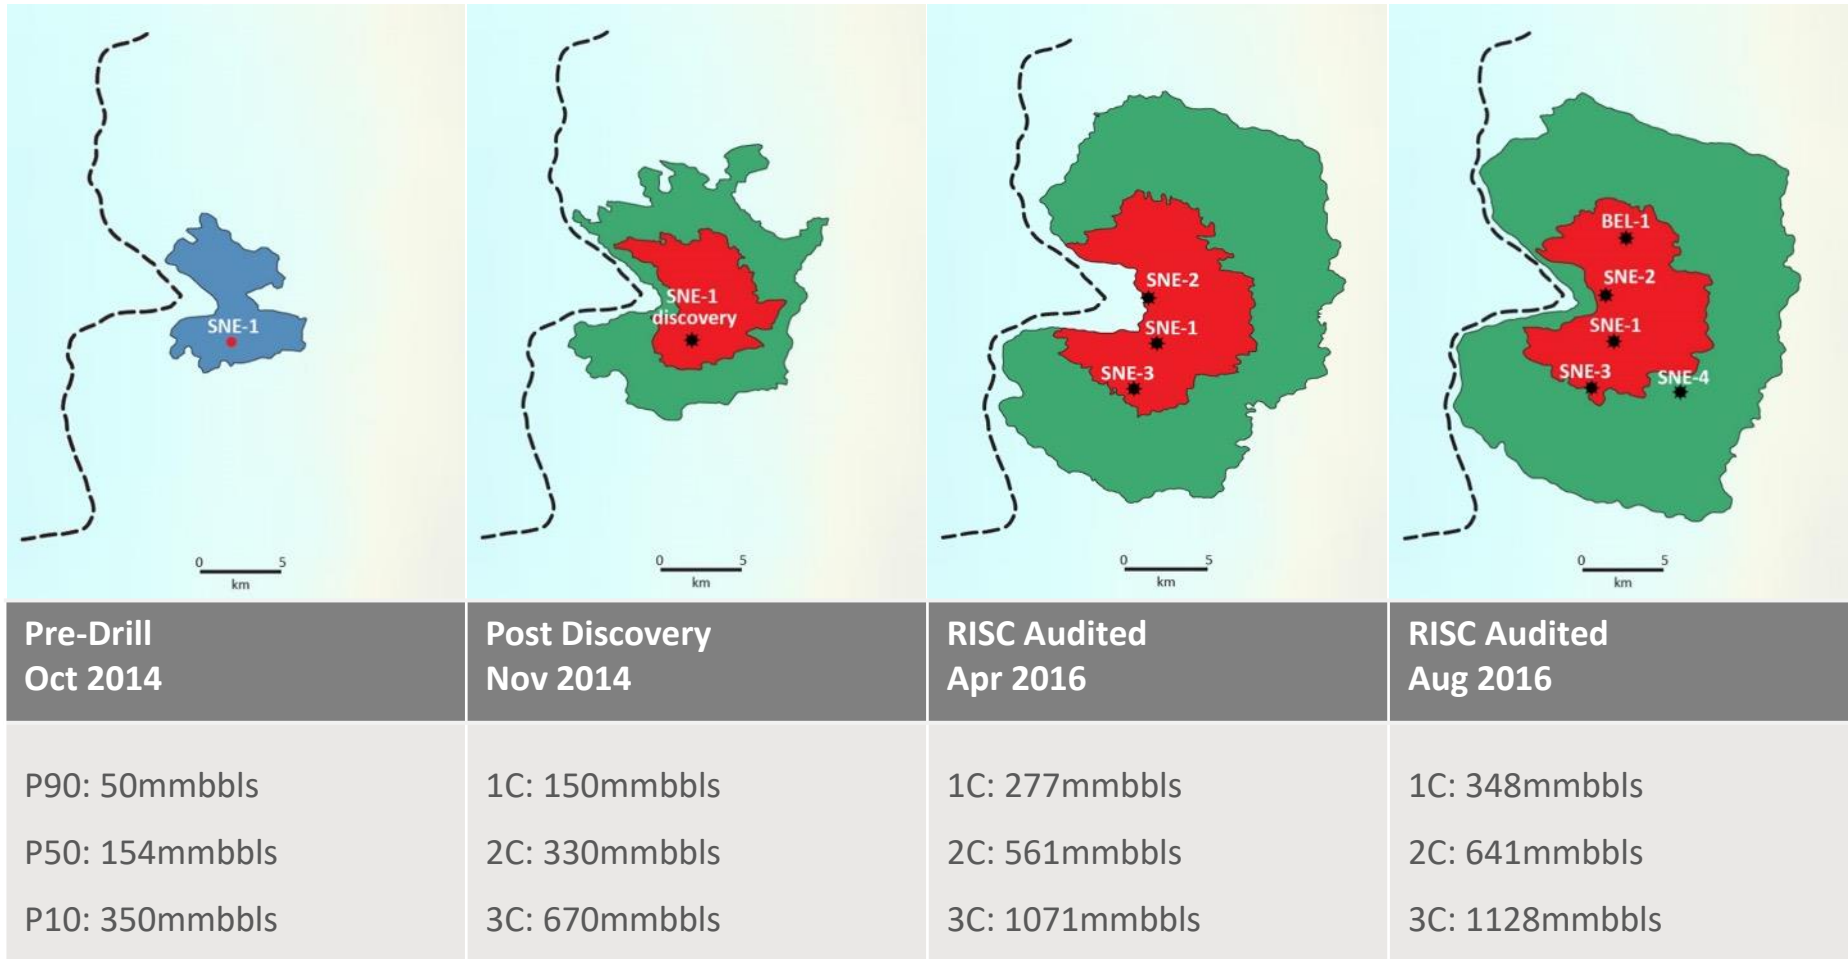 SNE-1
0 5
km
Pre-Drill
Oct 2014
P90: 50mmbbls
P50: 154mmbbls
P10: 350mmbbls
SNE-1
discovery
0 5
km
Post Discovery
Nov 2014
1C: 150mmbbls
2C: 330mmbbls
3C: 670mmbbls
SNE-2
SNE-1
SNE-3
0 5
km
RISC Audited
Apr 2016
1C: 277mmbbls
2C: 561mmbbls
3C: 1071mmbbls
BEL-1
SNE-2
SNE-1
SNE-3
SNE-4
0 5
km
RISC Audited
Aug 2016
1C: 348mmbbls
2C: 641mmbbls
3C: 1128mmbbls